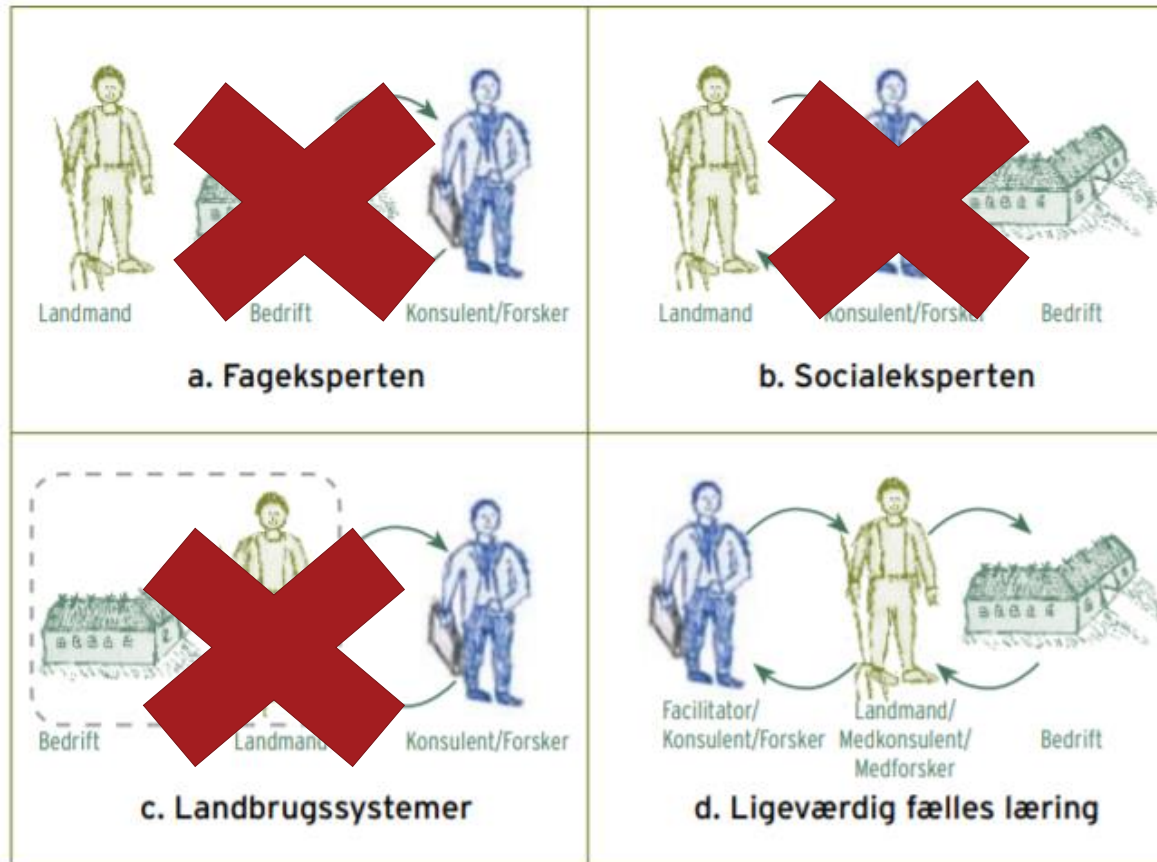 Landmand
Bedrift
Konsulent/Forsker
a. Fageksperten
Landmand
Konsulent/Forsker
Bedrift
b. Socialeksperten
Bedrift
Landmand
Konsulent/Forsker
c. Landbrugssystemer
Facilitator/
Konsulent/Forsker
Landmand/
Medkonsulent/
Medforsker
Bedrift
d. Ligeværdig fælles læring